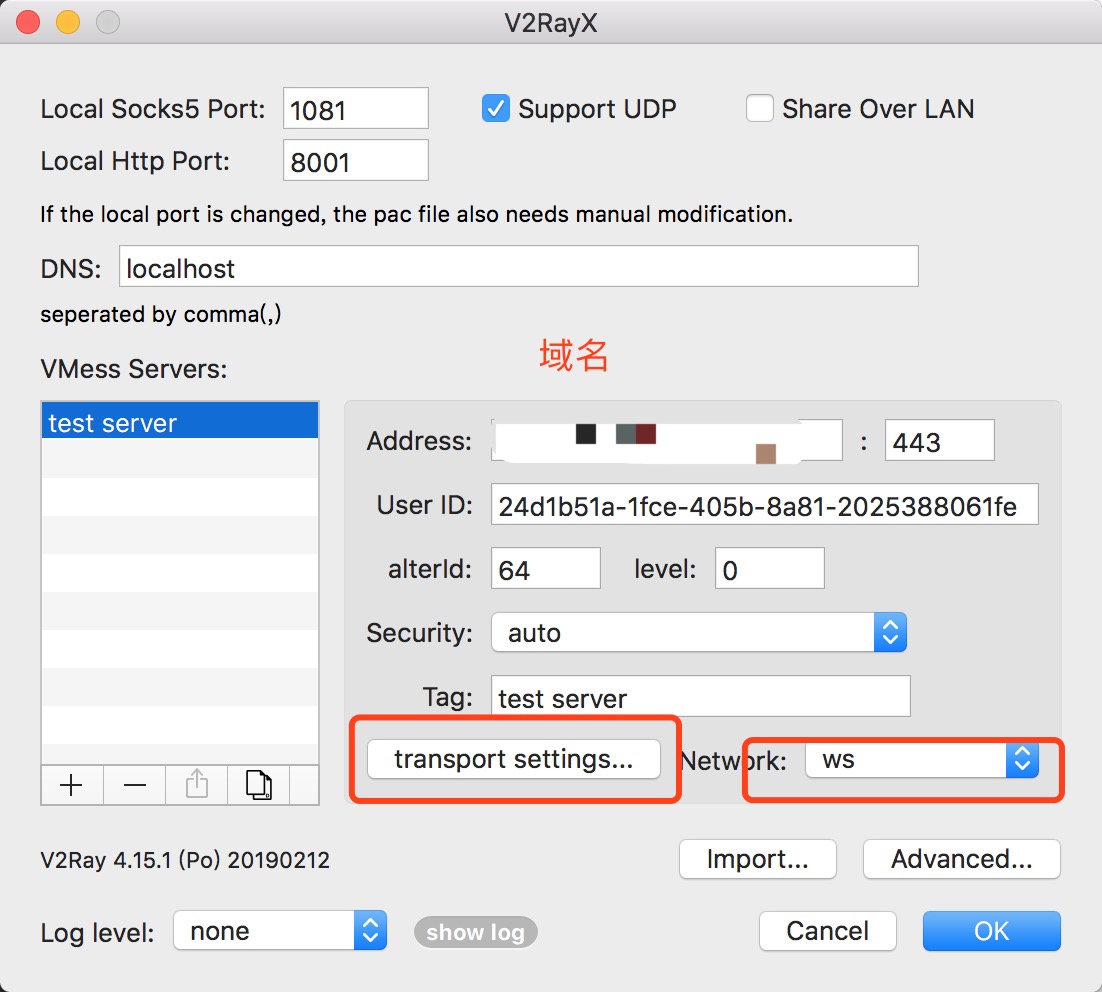 V2RayX
Local Socks5 Port: 1081 Support UDP Share Over LAN
Local Http Port: 8001
If the local port is changed, the pac file also needs manual modification.
DNS: localhost
seperated by comma(,)
域名
VMess Servers:
test server
Address: : 443
User ID: 24d1b51a-1fce-405b-8a81-2025388061fe
alterId: 64 level: 0
Security: auto
Tag: test server
transport settings... Network: ws
V2Ray 4.15.1 (Po) 20190212 Import... Advanced...
Log level: none show log Cancel OK